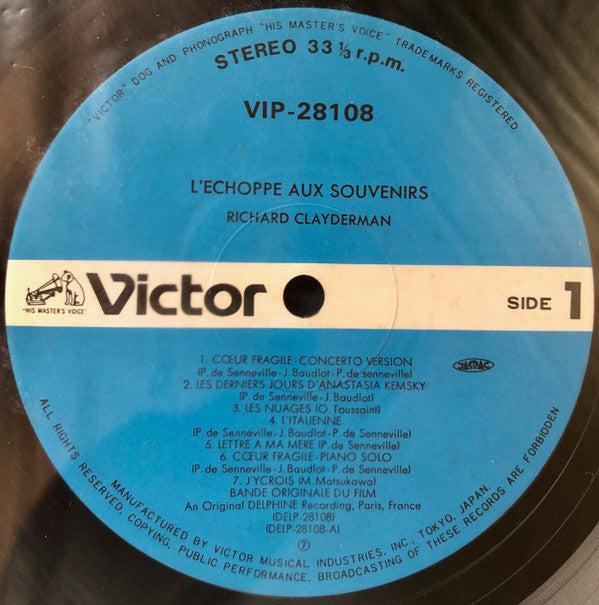 "VICTOR" DOG AND PHONOGRAPH "HIS MASTER'S VOICE" TRADEMARKS REGISTERED
STEREO 33 1/3 r.p.m.
VIP-28108
L'ECHOPPE AUX SOUVENIRS
RICHARD CLAYDERMAN
"HIS MASTER'S VOICE"
Victor
SIDE 1
1. CŒUR FRAGILE-CONCERTO VERSION
(P. de Senneville-J. Baudlot-P. de senneville)
2. LES DERNIERS JOURS D'ANASTASIA KEMSKY
(P. de Senneville-J. Baudlot)
3. LES NUAGES (O. Toussaint)
4. L'ITALIENNE
(P. de Senneville-J. Baudlot-P. de Senneville)
5. LETTRE A MA MERE (P. de Senneville)
6. CŒUR FRAGILE-PIANO SOLO
(P. de Senneville-J. Baudlot-P. de Senneville)
7. J'YCROIS (M. Matsukawa)
BANDE ORIGINALE DU FILM
An Original DELPHINE Recording, Paris, France
(DELP-28108)
(DELP-28108-A)
JASRAC
ALL RIGHTS RESERVED. COPYING, PUBLIC PERFORMANCE, BROADCASTING OF THESE RECORDS ARE FORBIDDEN
MANUFACTURED BY VICTOR MUSICAL INDUSTRIES, INC., TOKYO, JAPAN.